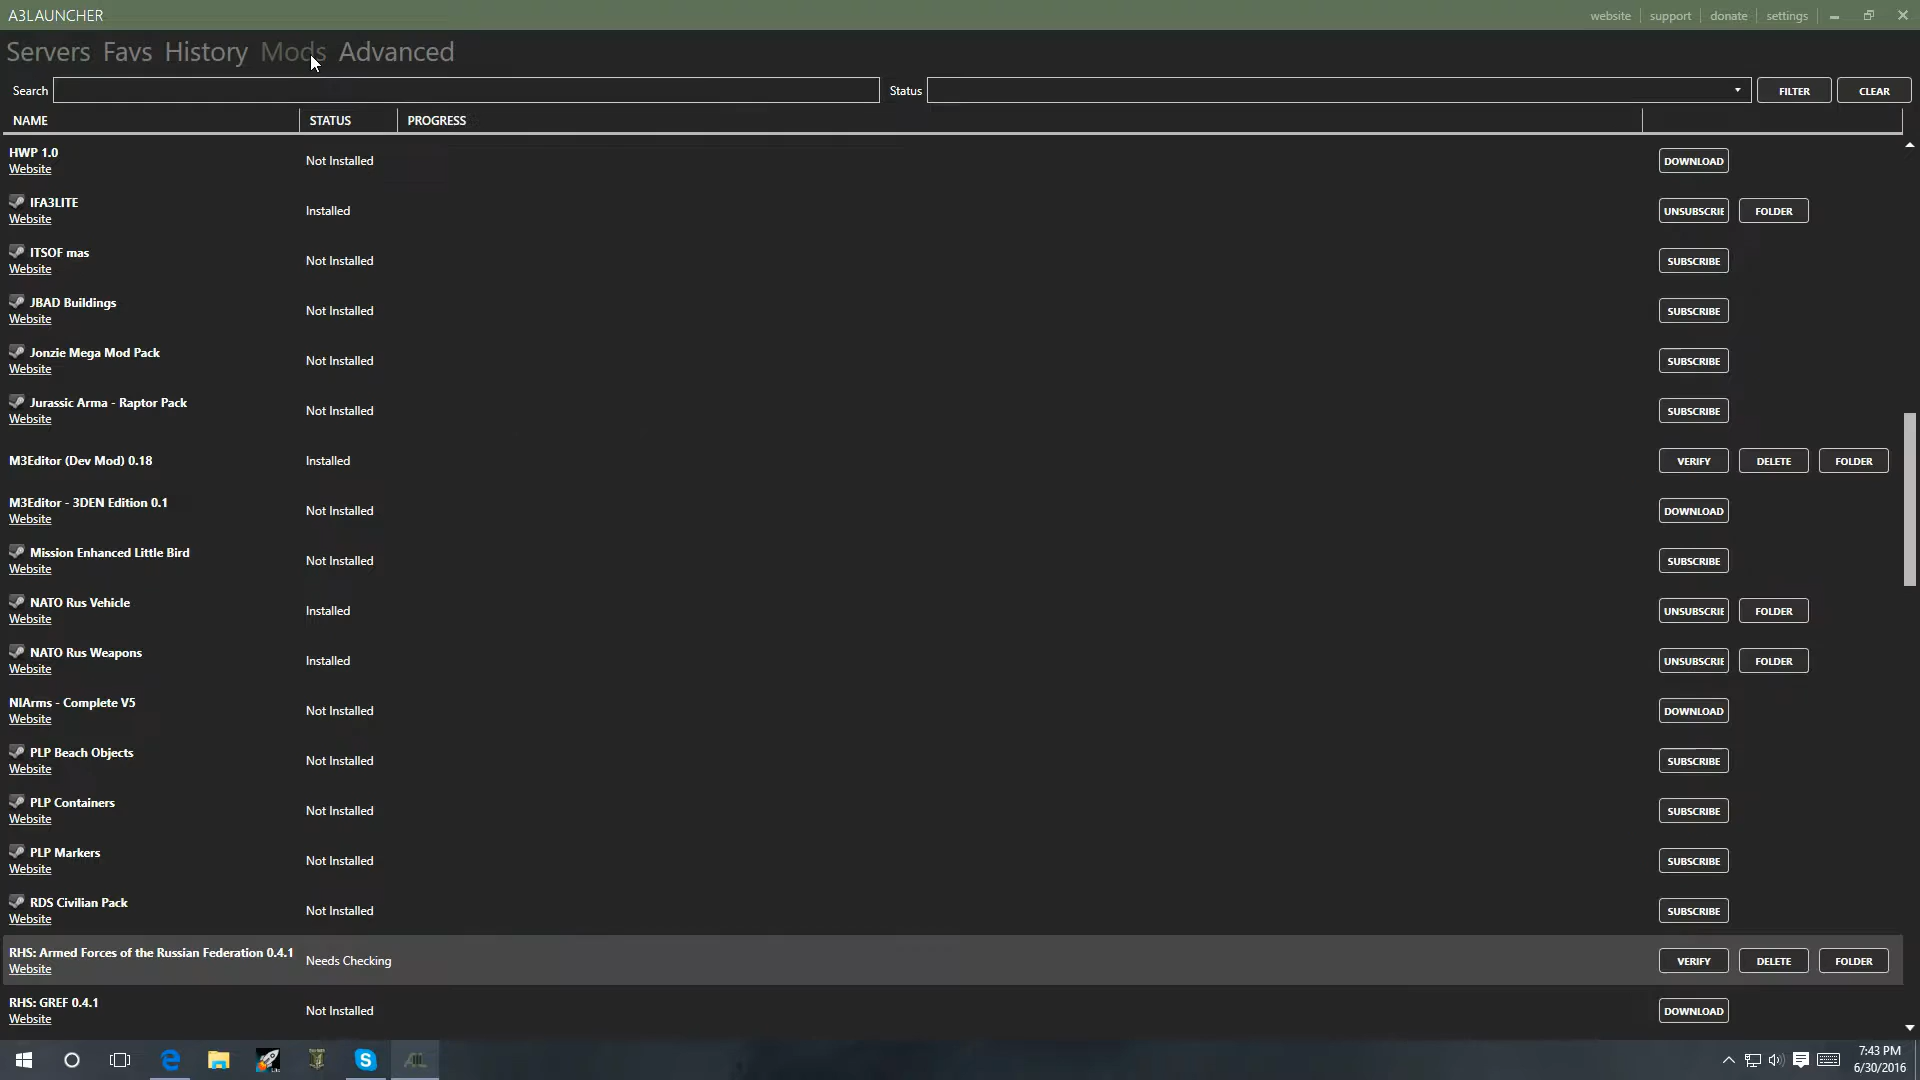 A3LAUNCHER
website support donate settings
Servers Favs History Mods Advanced
Search Status FILTER CLEAR
NAME STATUS PROGRESS
HWP 1.0
Website
Not Installed
DOWNLOAD
IFA3LITE
Website
Installed
UNSUBSCRIE FOLDER
ITSOF mas
Website
Not Installed
SUBSCRIBE
JBAD Buildings
Website
Not Installed
SUBSCRIBE
Jonzie Mega Mod Pack
Website
Not Installed
SUBSCRIBE
Jurassic Arma - Raptor Pack
Website
Not Installed
SUBSCRIBE
M3Editor (Dev Mod) 0.18
Installed
VERIFY DELETE FOLDER
M3Editor - 3DEN Edition 0.1
Website
Not Installed
DOWNLOAD
Mission Enhanced Little Bird
Website
Not Installed
SUBSCRIBE
NATO Rus Vehicle
Website
Installed
UNSUBSCRIE FOLDER
NATO Rus Weapons
Website
Installed
UNSUBSCRIE FOLDER
NIArms - Complete V5
Website
Not Installed
DOWNLOAD
PLP Beach Objects
Website
Not Installed
SUBSCRIBE
PLP Containers
Website
Not Installed
SUBSCRIBE
PLP Markers
Website
Not Installed
SUBSCRIBE
RDS Civilian Pack
Website
Not Installed
SUBSCRIBE
RHS: Armed Forces of the Russian Federation 0.4.1
Website
Needs Checking
VERIFY DELETE FOLDER
RHS: GREF 0.4.1
Website
Not Installed
DOWNLOAD
7:43 PM
6/30/2016